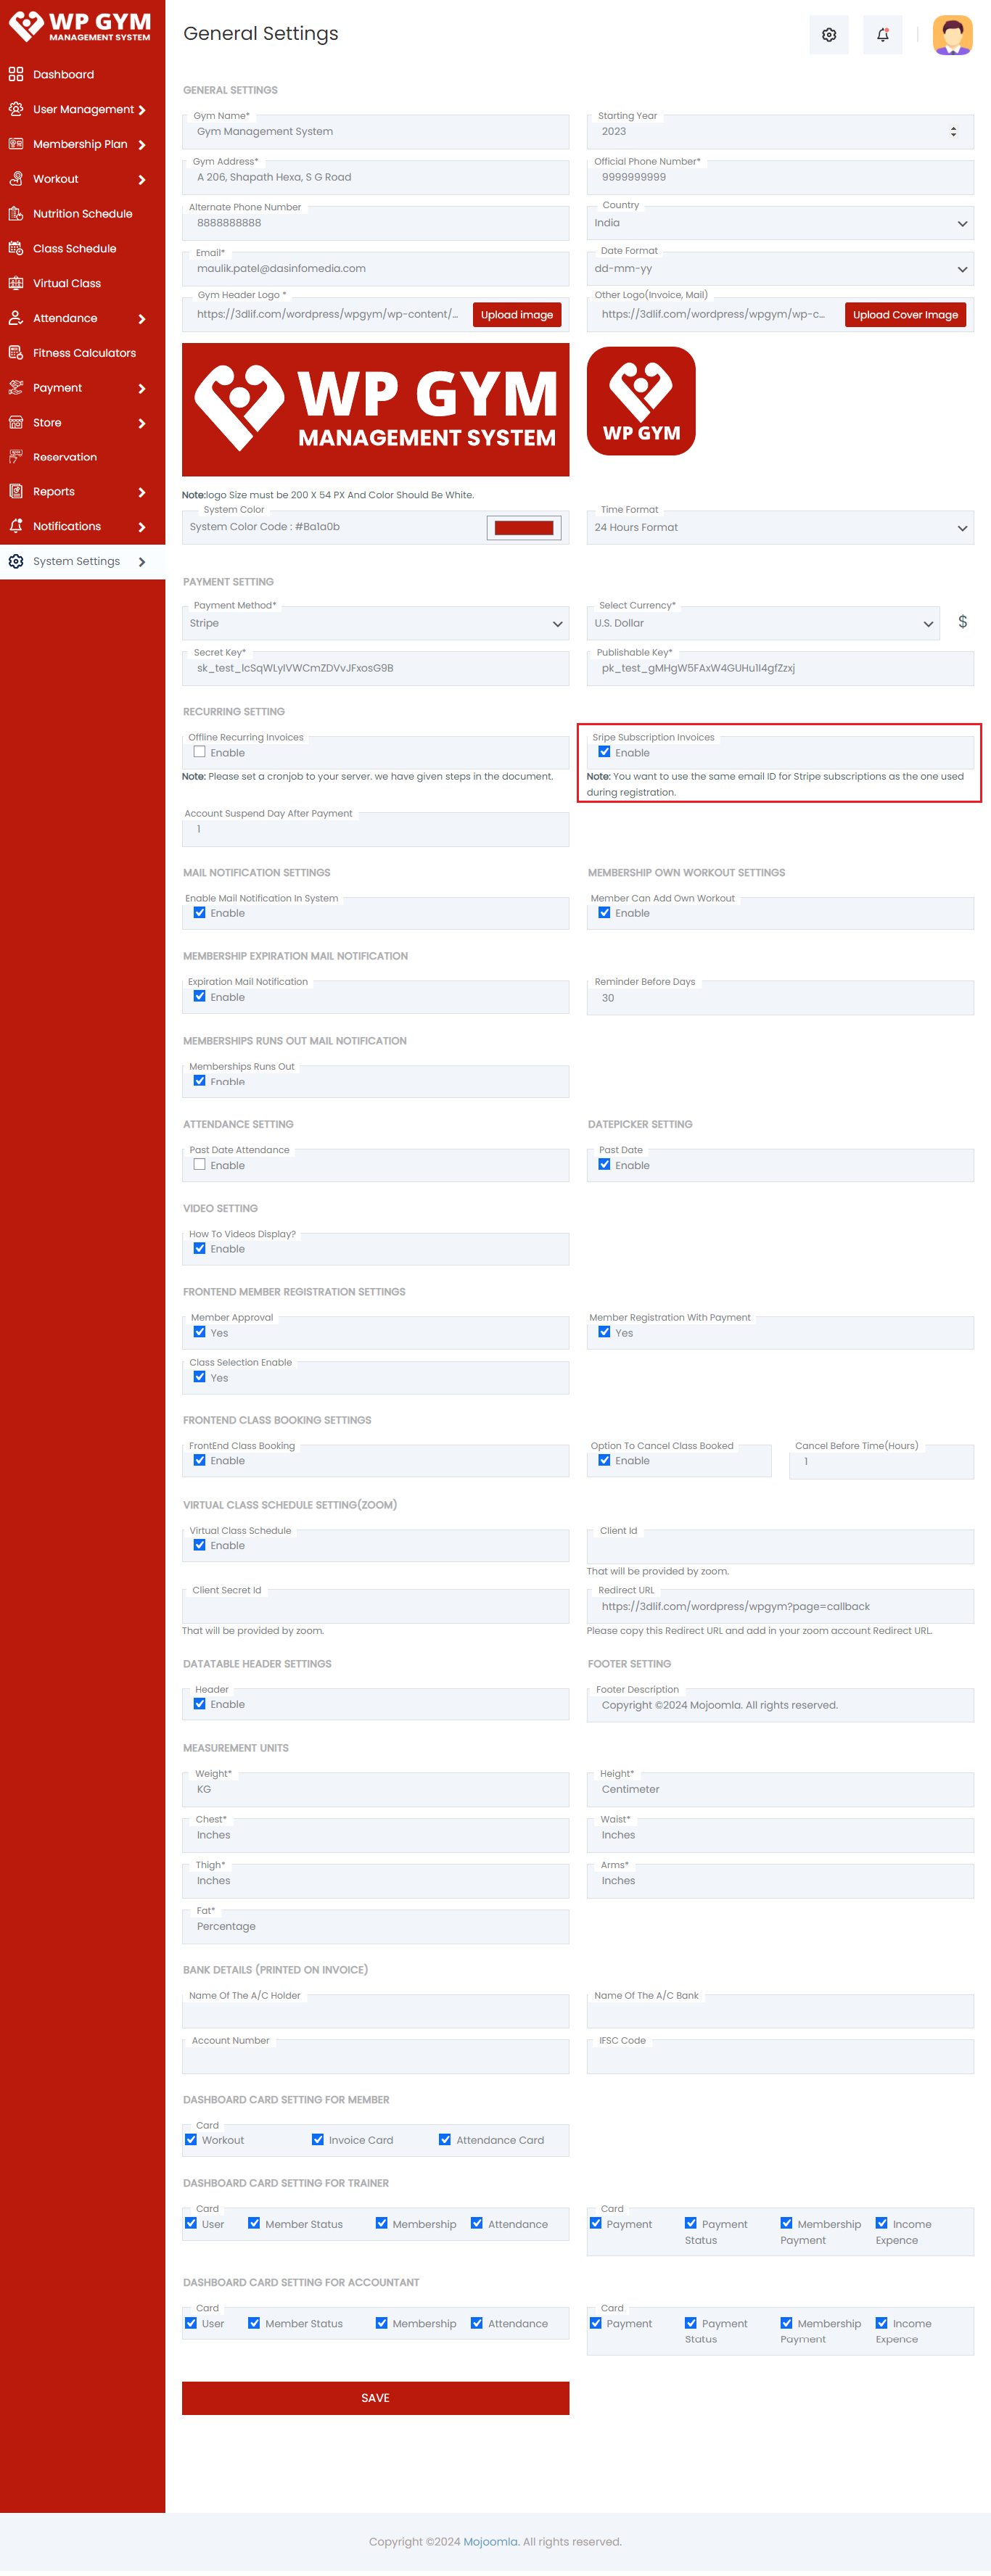 WP GYM
MANAGEMENT SYSTEM
General Settings
Dashboard
User Management
Membership Plan
Workout
Nutrition Schedule
Class Schedule
Virtual Class
Attendance
Fitness Calculators
Payment
Store
Reservation
Reports
Notifications
System Settings
GENERAL SETTINGS
Gym Name*
Gym Management System
Starting Year
2023
Gym Address*
A 206, Shapath Hexa, S G Road
Official Phone Number*
9999999999
Alternate Phone Number
8888888888
Country
India
Email*
maulik.patel@dasinfomedia.com
Date Format
dd-mm-yy
Gym Header Logo *
https://3dlif.com/wordpress/wpgym/wp-content/...
Upload image
Other Logo(Invoice, Mail)
https://3dlif.com/wordpress/wpgym/wp-c...
Upload Cover Image
WP GYM
MANAGEMENT SYSTEM
WP GYM
Note:logo Size must be 200 X 54 PX And Color Should Be White.
System Color
System Color Code : #Ba1a0b
Time Format
24 Hours Format
PAYMENT SETTING
Payment Method*
Stripe
Select Currency*
U.S. Dollar
$
Secret Key*
Publishable Key*
RECURRING SETTING
Offline Recurring Invoices
Enable
Note: Please set a cronjob to your server. we have given steps in the document.
Sripe Subscription Invoices
Enable
Note: You want to use the same email ID for Stripe subscriptions as the one used
during registration.
Account Suspend Day After Payment
1
MAIL NOTIFICATION SETTINGS
Enable Mail Notification In System
Enable
MEMBERSHIP OWN WORKOUT SETTINGS
Member Can Add Own Workout
Enable
MEMBERSHIP EXPIRATION MAIL NOTIFICATION
Expiration Mail Notification
Enable
Reminder Before Days
30
MEMBERSHIPS RUNS OUT MAIL NOTIFICATION
Memberships Runs Out
Enable
ATTENDANCE SETTING
Past Date Attendance
Enable
DATEPICKER SETTING
Past Date
Enable
VIDEO SETTING
How To Videos Display?
Enable
FRONTEND MEMBER REGISTRATION SETTINGS
Member Approval
Yes
Member Registration With Payment
Yes
Class Selection Enable
Yes
FRONTEND CLASS BOOKING SETTINGS
FrontEnd Class Booking
Enable
Option To Cancel Class Booked
Enable
Cancel Before Time(Hours)
1
VIRTUAL CLASS SCHEDULE SETTING(ZOOM)
Virtual Class Schedule
Enable
Client Id
That will be provided by zoom.
Client Secret Id
That will be provided by zoom.
Redirect URL
https://3dlif.com/wordpress/wpgym?page=callback
Please copy this Redirect URL and add in your zoom account Redirect URL.
DATATABLE HEADER SETTINGS
Header
Enable
FOOTER SETTING
Footer Description
Copyright ©2024 Mojoomla. All rights reserved.
MEASUREMENT UNITS
Weight*
KG
Height*
Centimeter
Chest*
Inches
Waist*
Inches
Thigh*
Inches
Arms*
Inches
Fat*
Percentage
BANK DETAILS (PRINTED ON INVOICE)
Name Of The A/C Holder
Name Of The A/C Bank
Account Number
IFSC Code
DASHBOARD CARD SETTING FOR MEMBER
Card
Workout Invoice Card Attendance Card
DASHBOARD CARD SETTING FOR TRAINER
Card
User Member Status Membership Attendance
Card
Payment Payment Membership Income
Status Payment Expence
DASHBOARD CARD SETTING FOR ACCOUNTANT
Card
User Member Status Membership Attendance
Card
Payment Payment Membership Income
Status Payment Expence
SAVE
Copyright ©2024 Mojoomla. All rights reserved.